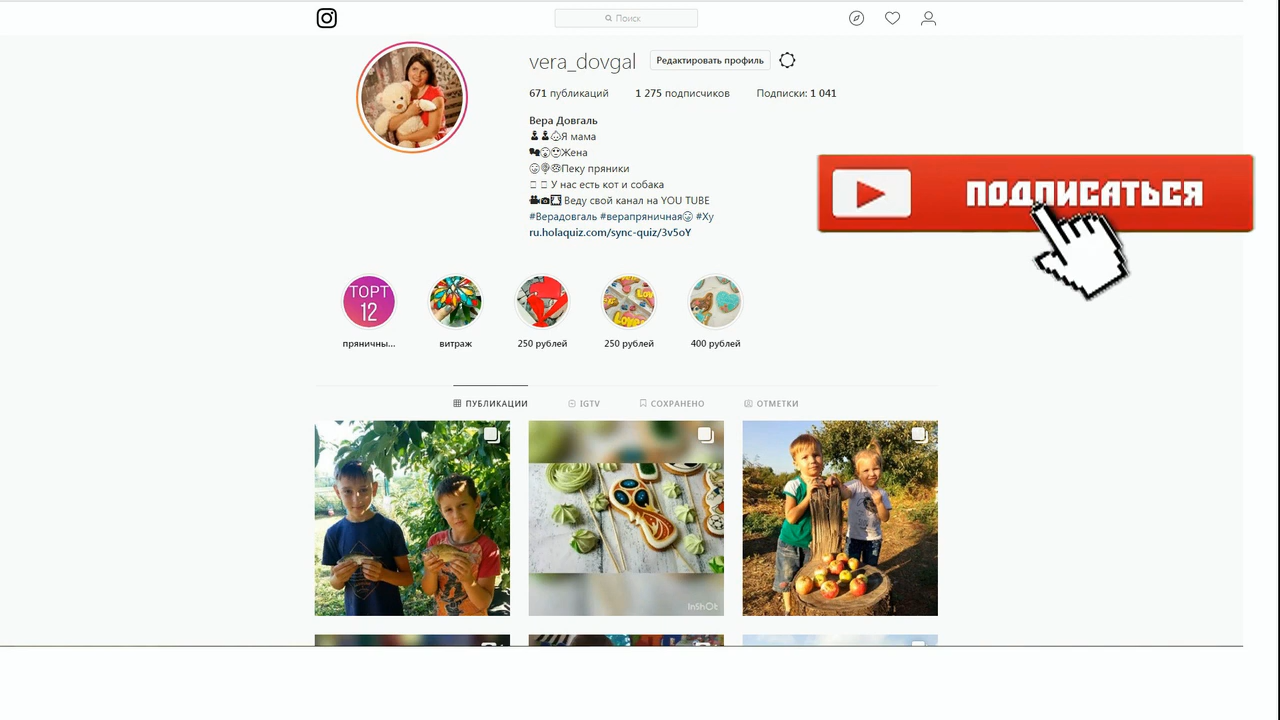 Поиск
vera_dovgal Редактировать профиль
671 публикаций 1 275 подписчиков Подписки: 1 041
Вера Довгаль
Я мама
Жена
Пеку пряники
У нас есть кот и собака
Веду свой канал на YOU TUBE
#Верадовгаль #верапряничная #Ху
ru.holaquiz.com/sync-quiz/3v5oY
ПОДПИСАТЬСЯ
ТОРТ
12
пряничны... витраж 250 рублей 250 рублей 400 рублей
ПУБЛИКАЦИИ IGTV СОХРАНЕНО ОТМЕТКИ
InShOt